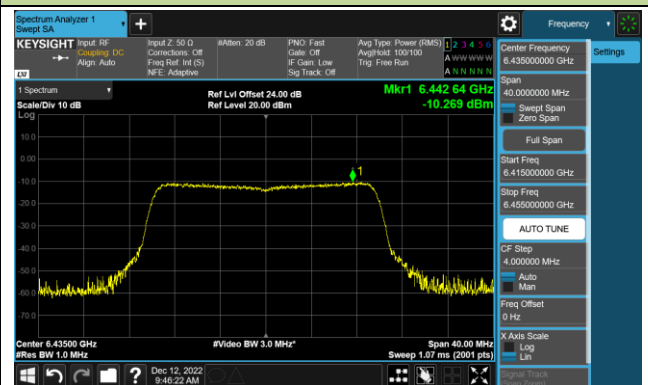 Spectrum Analyzer 1
Swept SA
Frequency
KEYSIGHT
Input: RF
Coupling: DC
Align: Auto
Input Z: 50 Ω
Corrections: Off
Freq Ref: Int (S)
NFE: Adaptive
#Atten: 20 dB
PNO: Fast
Gate: Off
IF Gain: Low
Sig Track: Off
Avg Type: Power (RMS)
Avg|Hold: 100/100
Trig: Free Run
1 2 3 4 5 6
A W W W W W
A N N N N N
LXI
1 Spectrum
Scale/Div 10 dB
Log
Ref Lvl Offset 24.00 dB
Ref Level 20.00 dBm
Mkr1 6.442 64 GHz
-10.269 dBm
10.0
0.00
-10.0
-20.0
-30.0
-40.0
-50.0
-60.0
-70.0
1
Center 6.43500 GHz
#Res BW 1.0 MHz
#Video BW 3.0 MHz*
Span 40.00 MHz
Sweep 1.07 ms (2001 pts)
Dec 12, 2022
9:46:22 AM
Center Frequency
6.435000000 GHz
Settings
Span
40.0000000 MHz
Swept Span
Zero Span
Full Span
Start Freq
6.415000000 GHz
Stop Freq
6.455000000 GHz
AUTO TUNE
CF Step
4.000000 MHz
Auto
Man
Freq Offset
0 Hz
X Axis Scale
Log
Lin
Signal Track